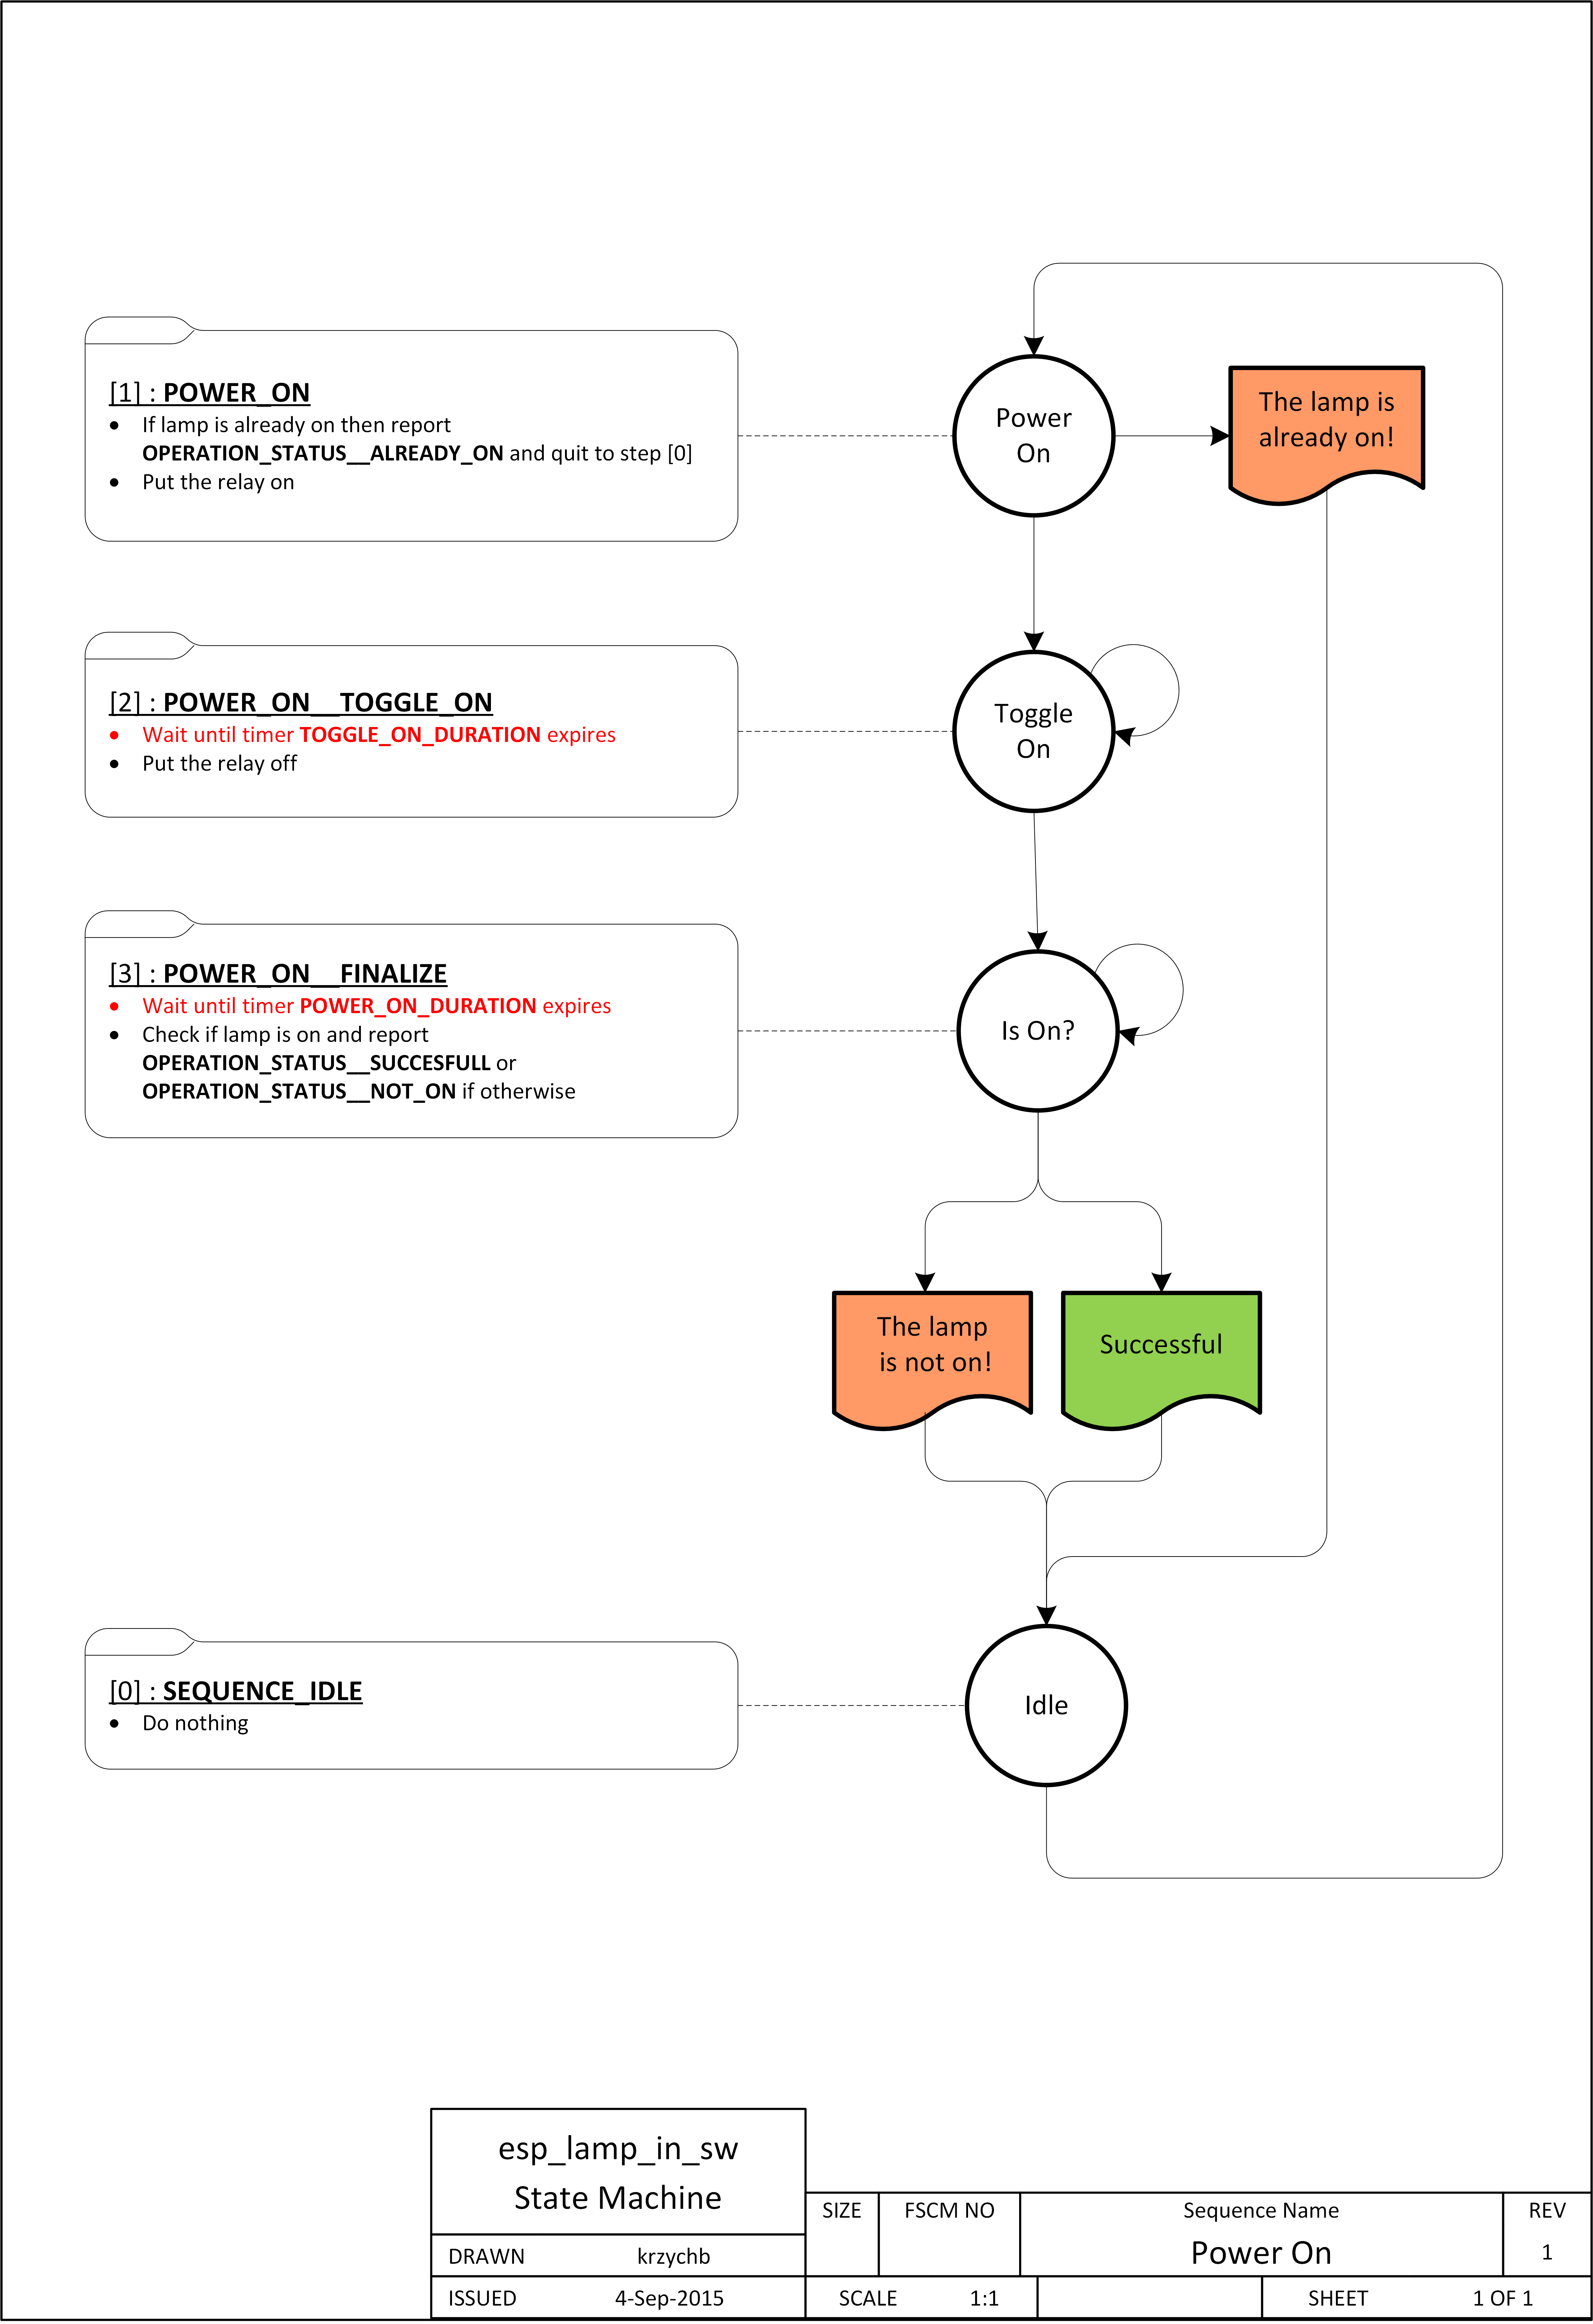 [1] : POWER_ON
● If lamp is already on then report
OPERATION_STATUS__ALREADY_ON and quit to step [0]
● Put the relay on
Power
On
The lamp is
already on!
[2] : POWER_ON__TOGGLE_ON
● Wait until timer TOGGLE_ON_DURATION expires
● Put the relay off
Toggle
On
[3] : POWER_ON__FINALIZE
● Wait until timer POWER_ON_DURATION expires
● Check if lamp is on and report
OPERATION_STATUS__SUCCESFULL or
OPERATION_STATUS__NOT_ON if otherwise
Is On?
The lamp
is not on!
Successful
[0] : SEQUENCE_IDLE
● Do nothing
Idle
esp_lamp_in_sw
State Machine
DRAWN krzychb
ISSUED 4-Sep-2015
SIZE
FSCM NO
Sequence Name
Power On
REV
1
SCALE 1:1
SHEET 1 OF 1